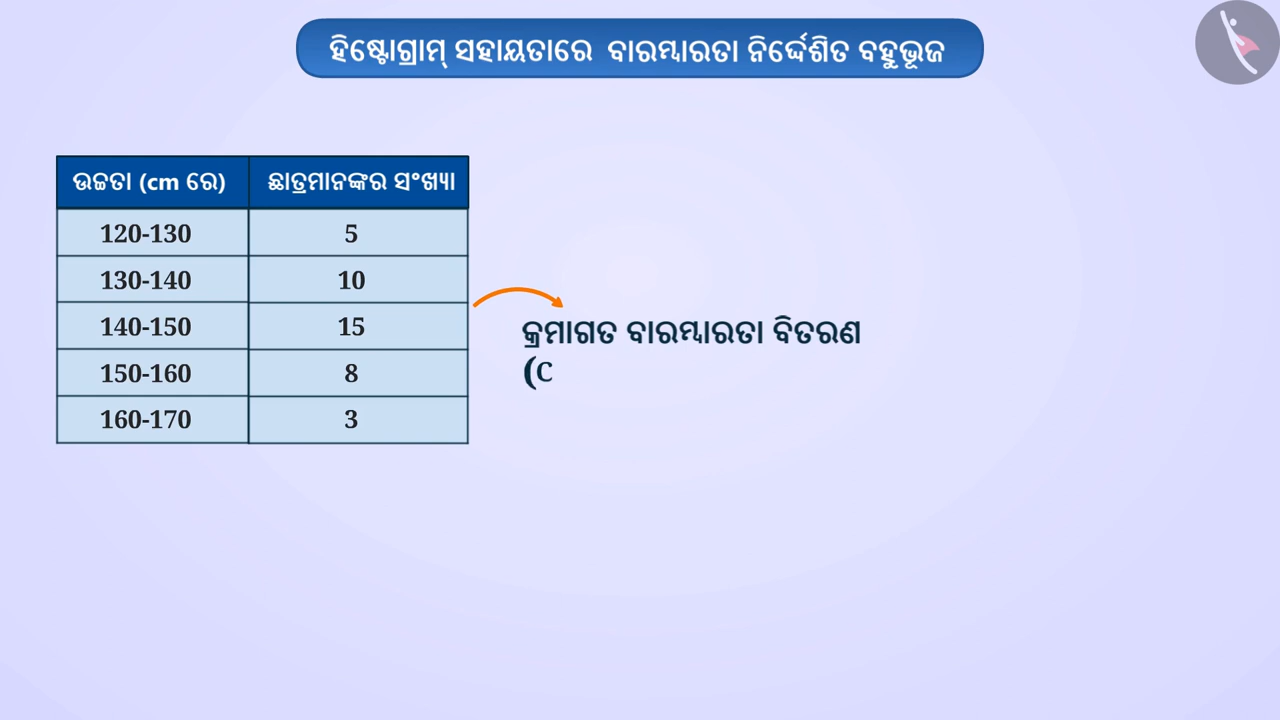 ହିଷ୍ଟୋଗ୍ରାମ୍ ସହାୟତାରେ ବାରମ୍ବାରତା ନିର୍ଦ୍ଦେଶିତ ବହୁଭୂଜ
ଉଚ୍ଚତା (cm ରେ) ଛାତ୍ରମାନଙ୍କର ସଂଖ୍ୟା
120-130 5
130-140 10
140-150 15
150-160 8
160-170 3
କ୍ରମାଗତ ବାରମ୍ବାରତା ବିତରଣ
(C